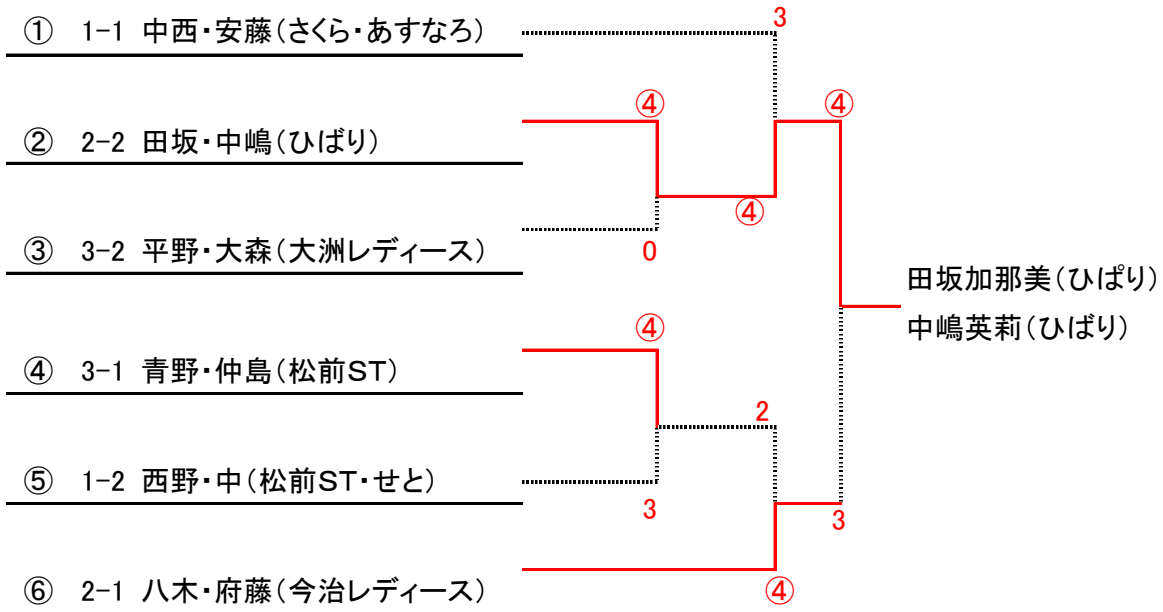 ① 1-1 中西・安藤(さくら・あすなろ)
3
④
④
② 2-2 田坂・中嶋(ひばり)
④
③ 3-2 平野・大森(大洲レディース)
0
田坂加那美(ひぱり)
中嶋英莉(ひばり)
④
④ 3-1 青野・仲島(松前ST)
2
⑤ 1-2 西野・中(松前ST・せと)
3
3
⑥ 2-1 八木・府藤(今治レディース)
④